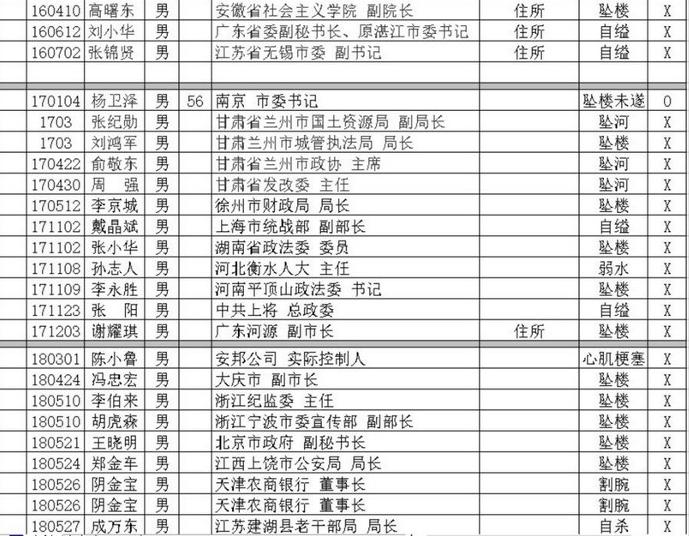 160410 高曙东 男 安徽省社会主义学院 副院长 住所 坠楼 X
160612 刘小华 男 广东省委副秘书长、原湛江市委书记 住所 自缢 X
160702 张锦贤 男 江苏省无锡市委 副书记 住所 自缢 X
170104 杨卫泽 男 56 南京 市委书记 坠楼未遂 O
1703 张纪勋 男 甘肃省兰州市国土资源局 副局长 坠河 X
1703 刘鸿军 男 甘肃省兰州市城管执法局 局长 坠楼 X
170422 俞敬东 男 甘肃省兰州市政协 主席 坠河 X
170430 周 强 男 甘肃省发改委 主任 坠河 X
170512 李京城 男 徐州市财政局 局长 坠楼 X
171102 戴晶斌 男 上海市统战部 副部长 自缢 X
171102 张小华 男 湖南省政法委 委员 坠楼 X
171108 孙志人 男 河北衡水人大 主任 弱水 X
171109 李永胜 男 河南平顶山政法委 书记 坠楼 X
171123 张 阳 男 中共上将 总政委 自缢 X
171203 谢耀琪 男 广东河源 副市长 住所 坠楼 X
180301 陈小鲁 男 安邦公司 实际控制人 心肌梗塞 X
180424 冯忠宏 男 大庆市 副市长 坠楼 X
180510 李伯来 男 浙江纪监委 主任 坠楼 X
180510 胡虎森 男 浙江宁波市委宣传部 副部长 坠楼 X
180521 王晓明 男 北京市政府 副秘书长 坠楼 X
180524 郑金车 男 江西上饶市公安局 局长 坠楼 X
180526 阴金宝 男 天津农商银行 董事长 割腕 X
180526 阴金宝 男 天津农商银行 董事长 割腕 X
180527 成万东 男 江苏建湖县老干部局 局长 自杀 X